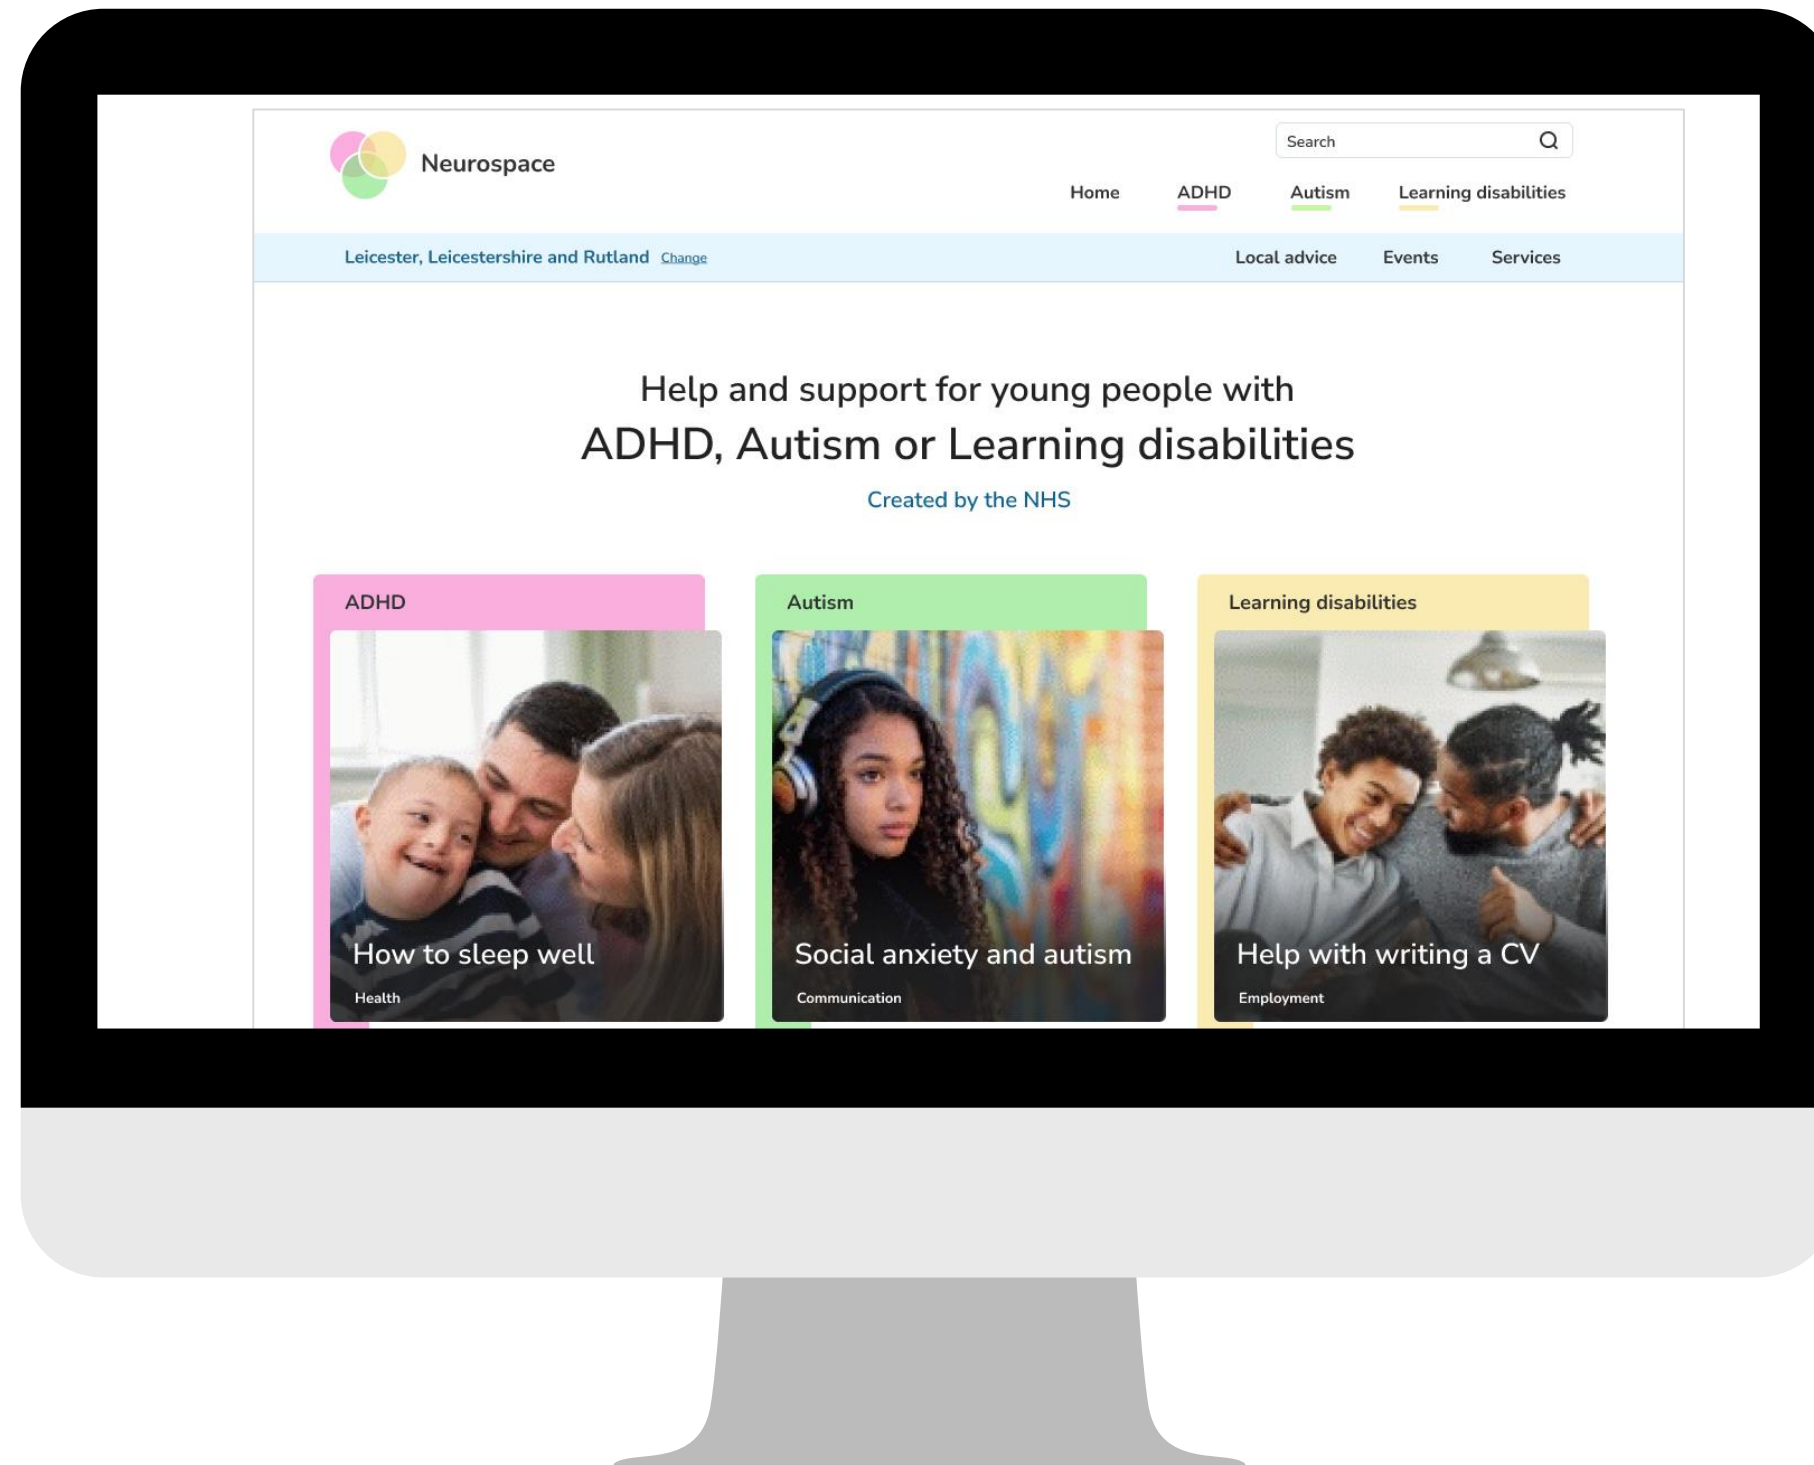 Neurospace
Search
Home ADHD Autism Learning disabilities
Leicester, Leicestershire and Rutland Change Local advice Events Services
Help and support for young people with
ADHD, Autism or Learning disabilities
Created by the NHS
ADHD
How to sleep well
Health
Autism
Social anxiety and autism
Communication
Learning disabilities
Help with writing a CV
Employment